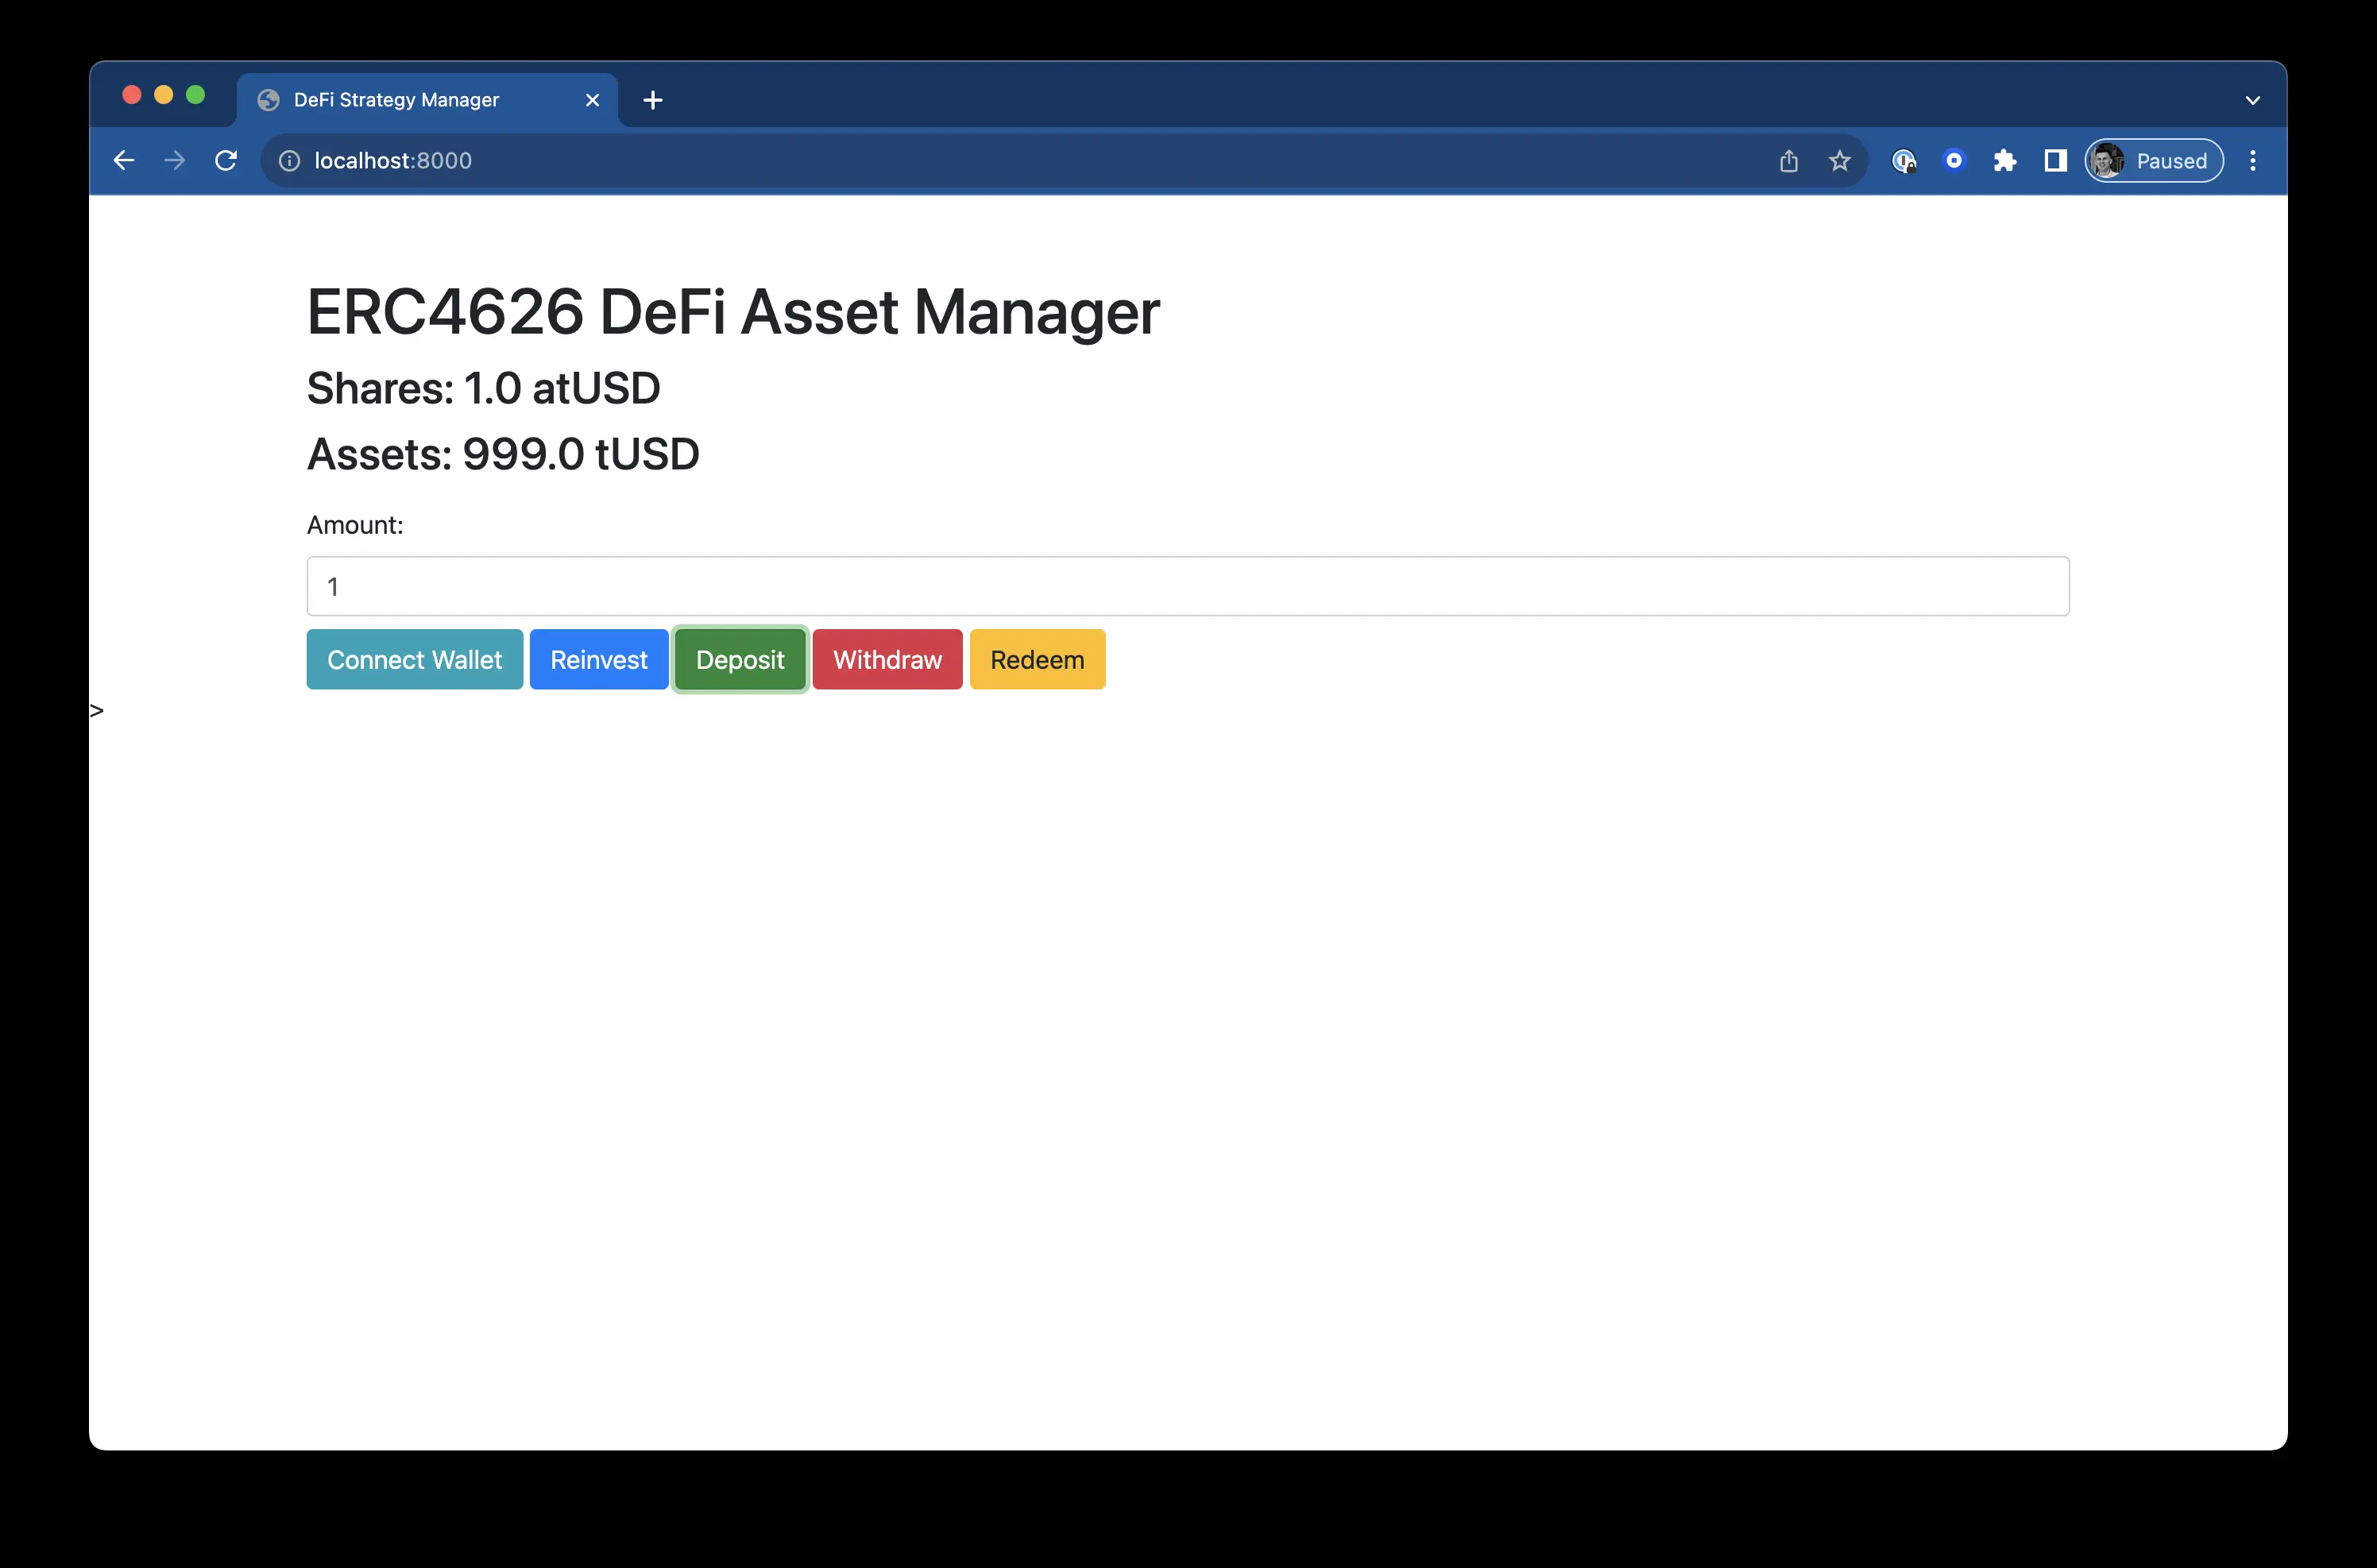 DeFi Strategy Manager
localhost:8000
Paused
ERC4626 DeFi Asset Manager
Shares: 1.0 atUSD
Assets: 999.0 tUSD
Amount:
1
Connect Wallet Reinvest Deposit Withdraw Redeem
>